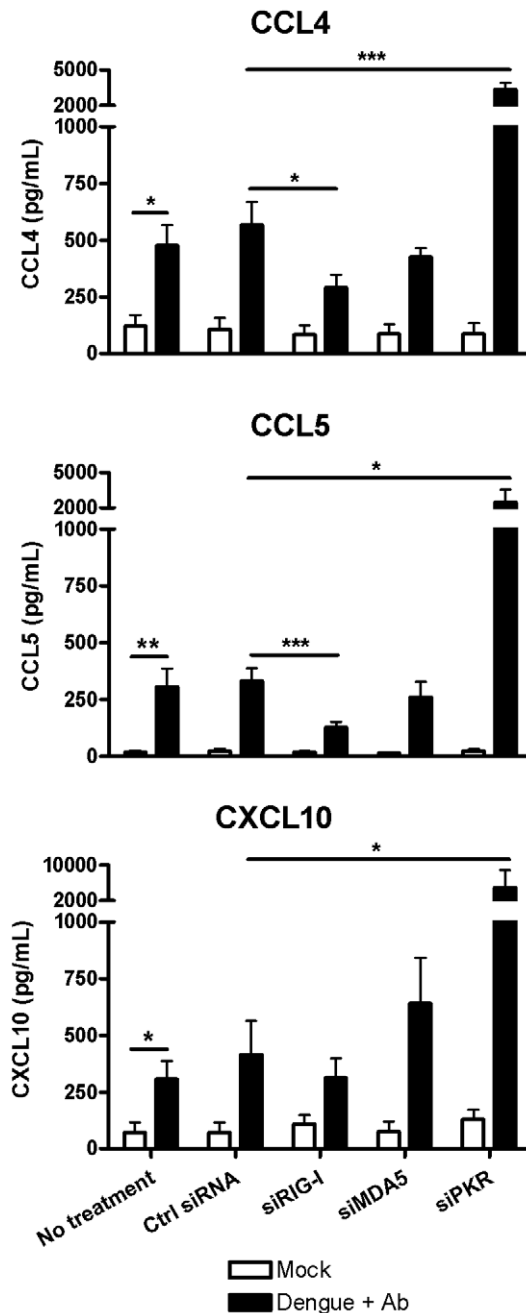 CCL4
***
5000
2000
1000
*
*
750
CCL4 (pg/mL)
500
250
0
CCL5
*
5000
2000
1000
750
CCL5 (pg/mL)
500
**
***
250
0
CXCL10
*
10000
2000
1000
750
CXCL10 (pg/mL)
500
*
250
0
No treatment
Ctrl siRNA
siRIG-I
siMDA5
siPKR
Mock
Dengue + Ab